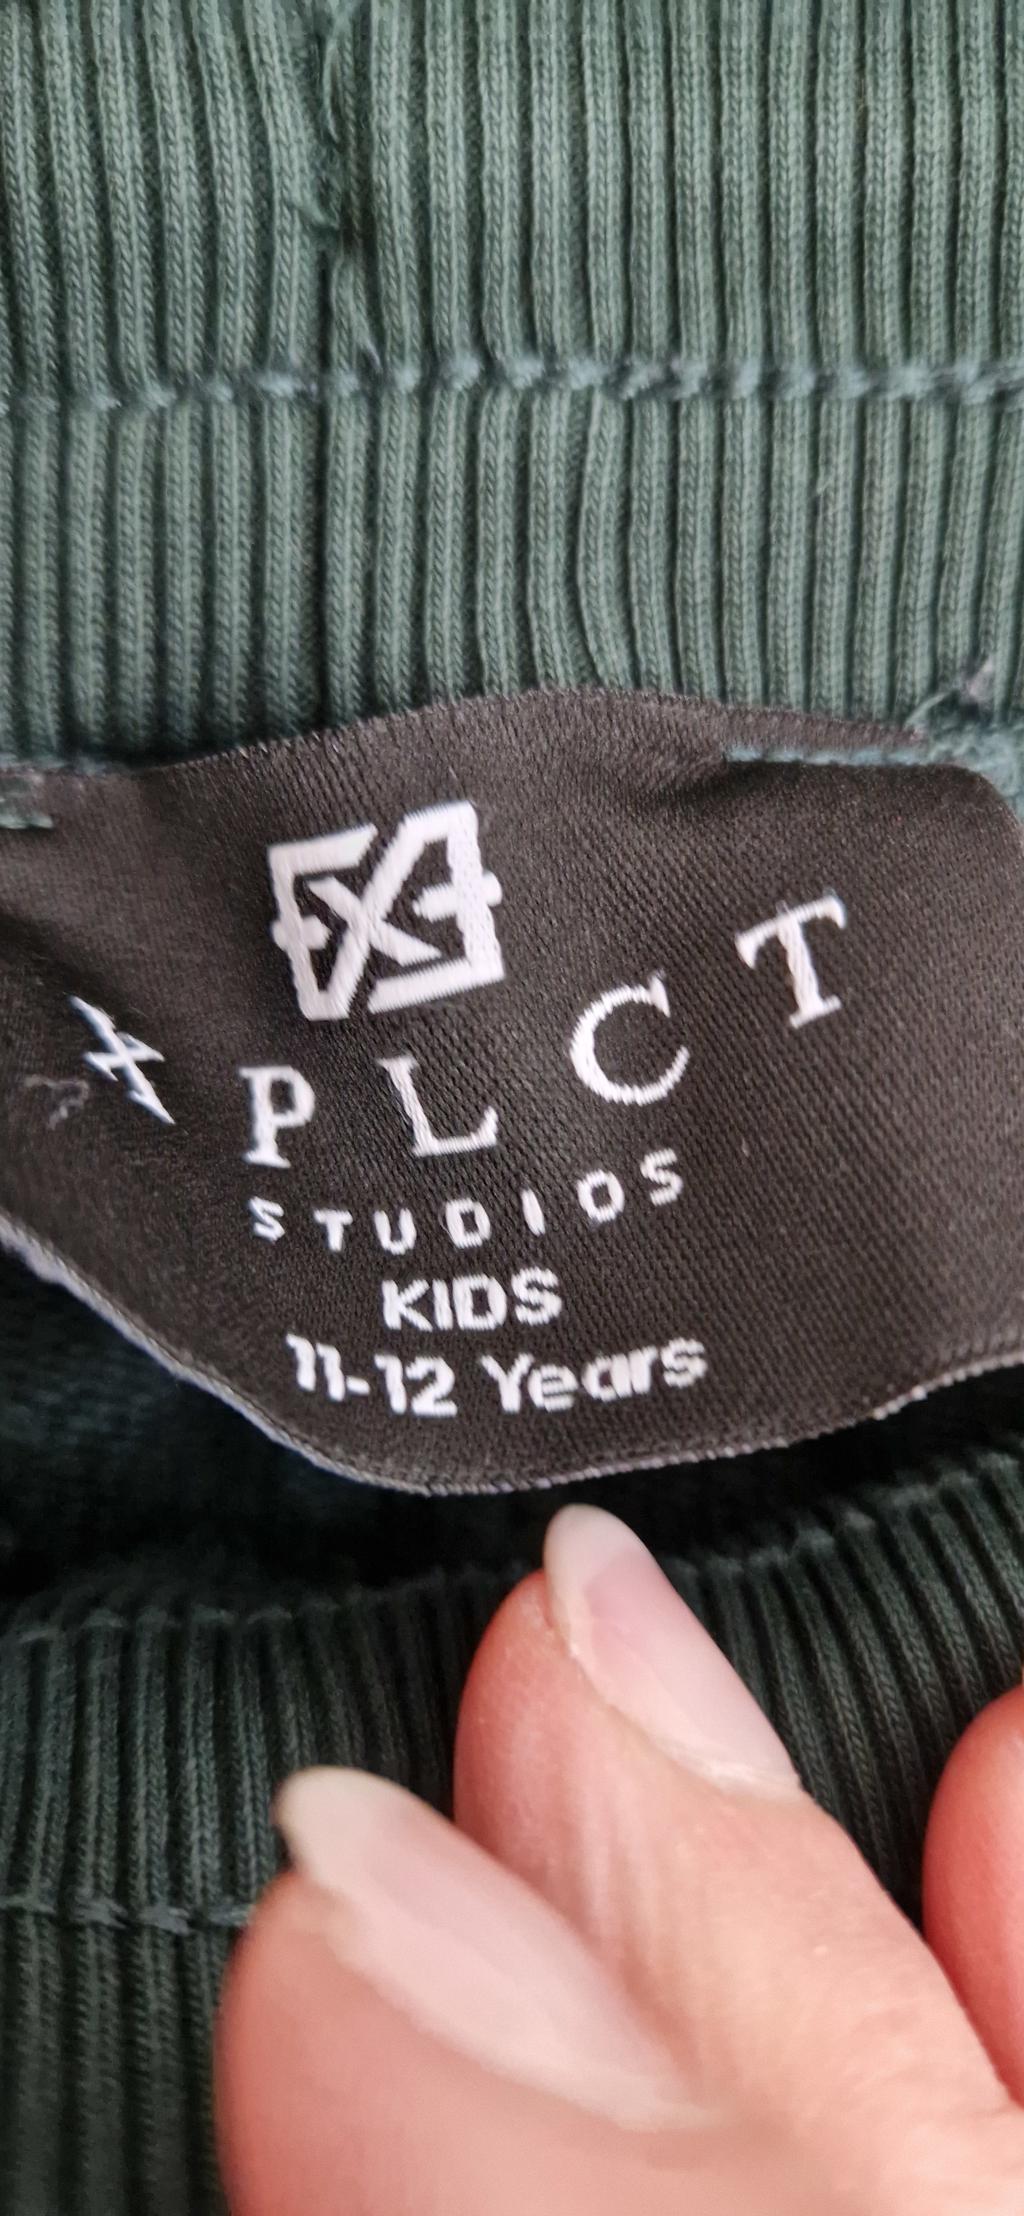 XPLCT
STUDIOS
KIDS
11-12 Years